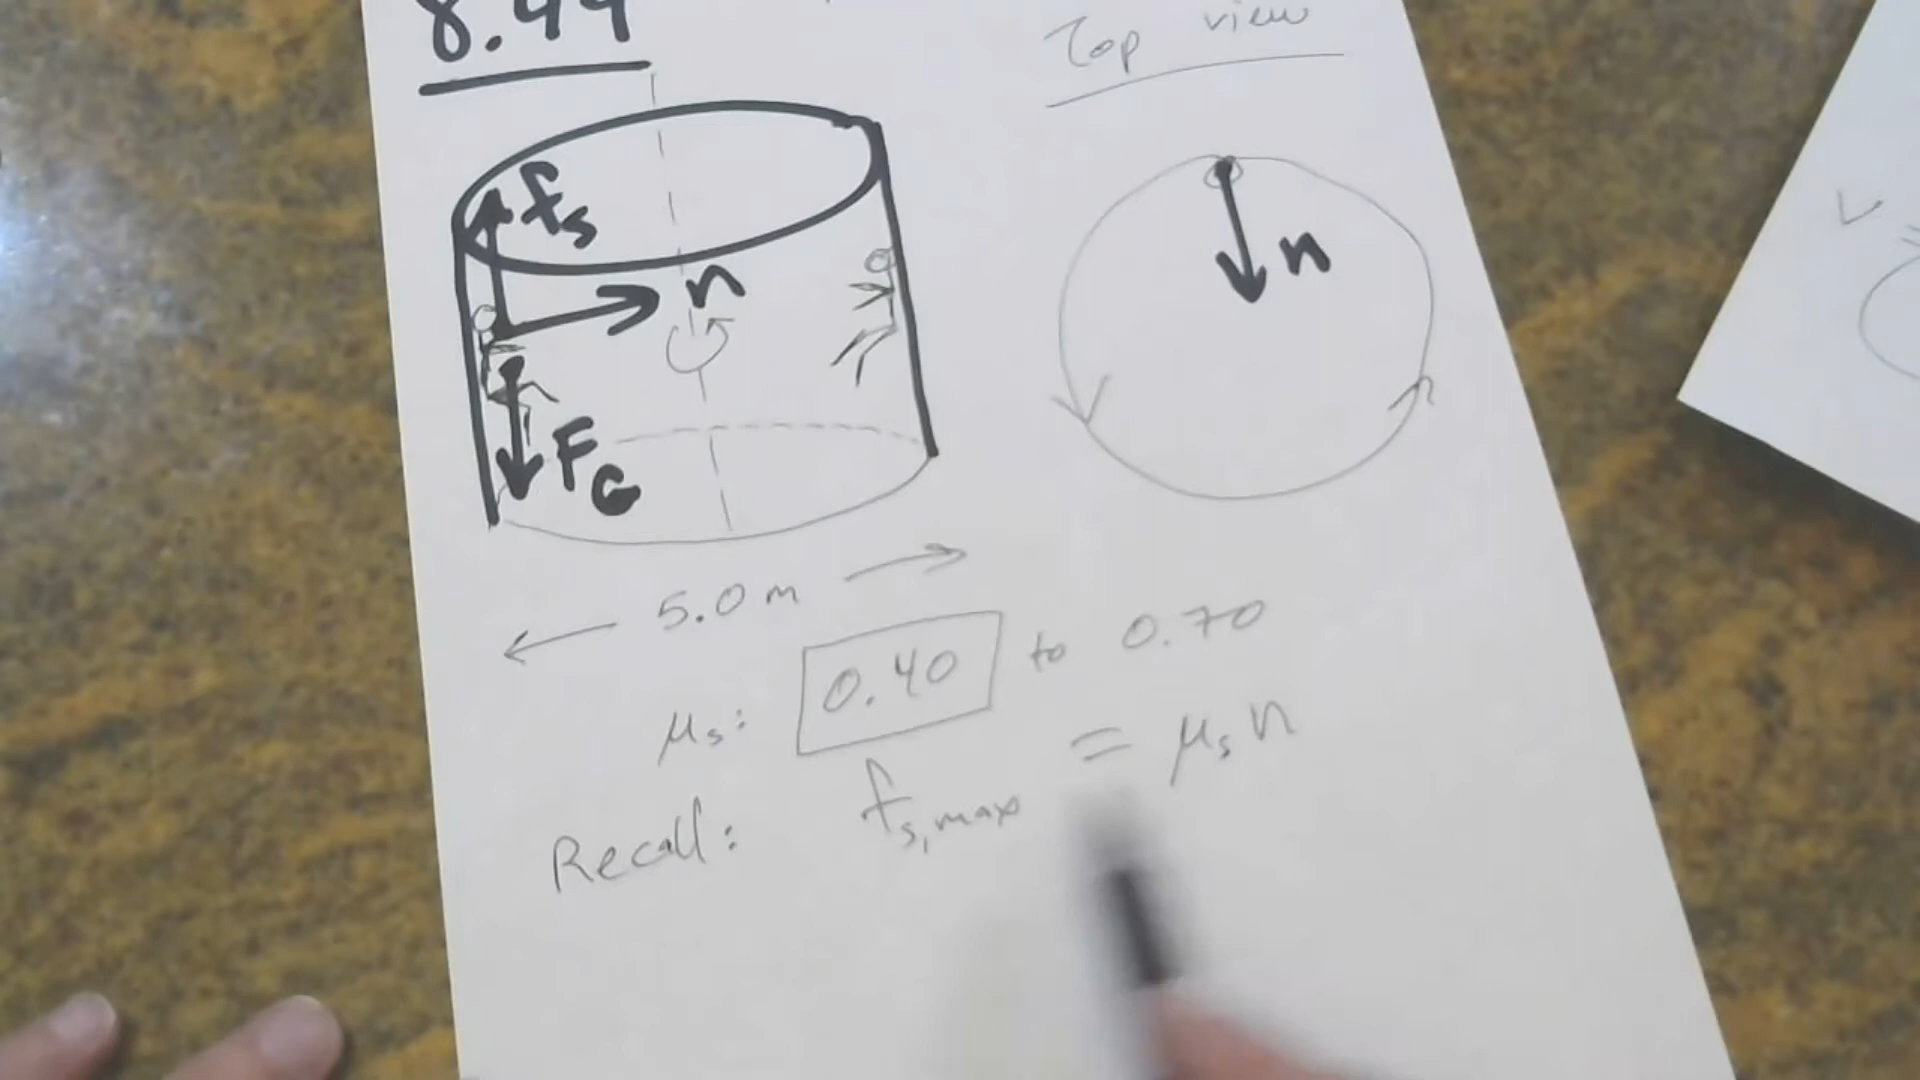 8.44
Top view
fs
n
FG
n
5.0 m
μs: 0.40 to 0.70
Recall: fs,max = μs n